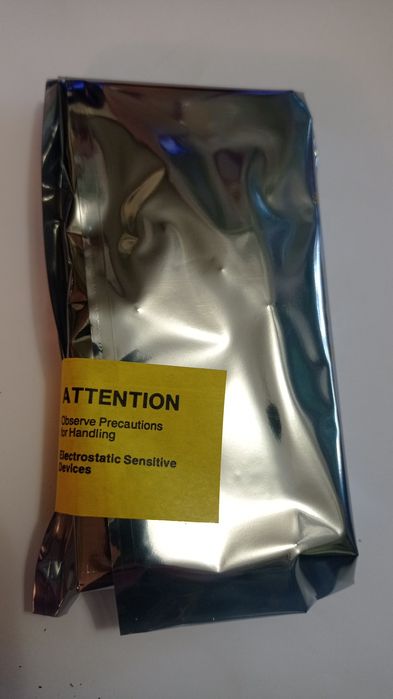 ATTENTION
Observe Precautions
for Handling
Electrostatic Sensitive
Devices